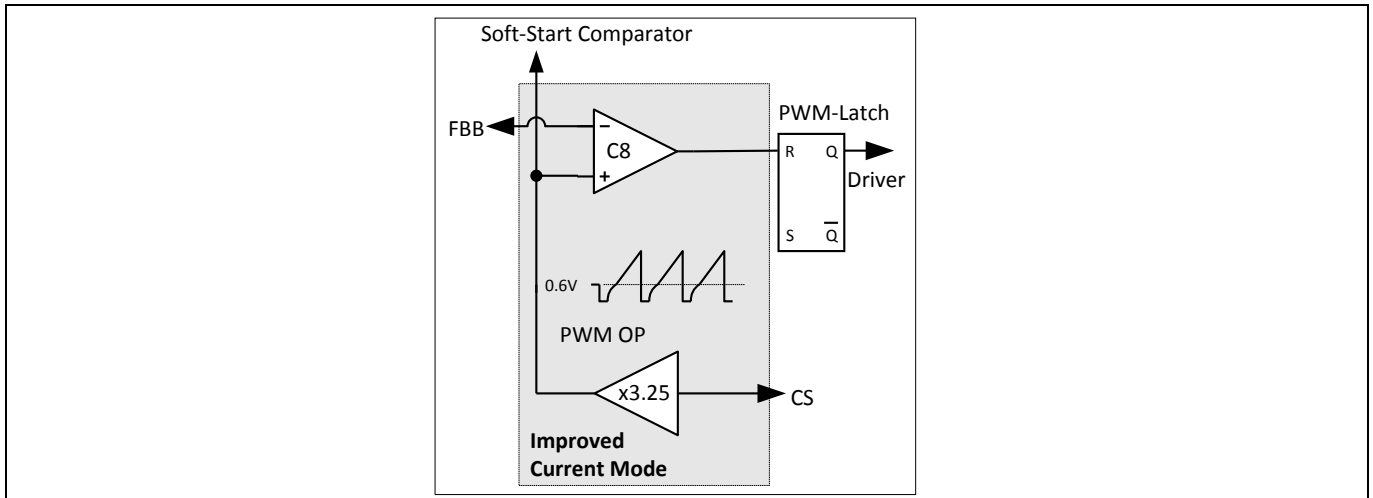 Soft-Start Comparator
FBB
−
C8
+
PWM-Latch
R Q
Driver
S Q̅
0.6V
PWM OP
x3.25
CS
Improved
Current Mode